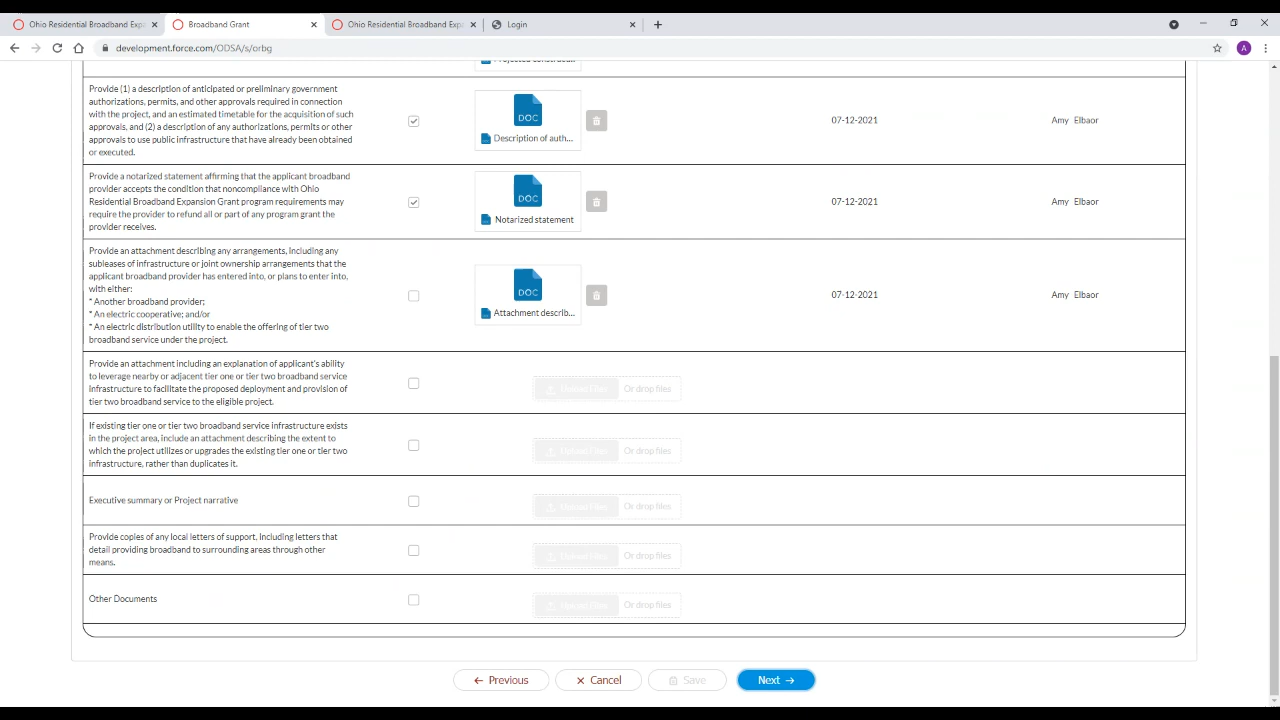 Ohio Residential Broadband Exp
Broadband Grant
Ohio Residential Broadband Exp
Login
development.force.com/ODSA/s/orbg
A
Projected construc...
Provide (1) a description of anticipated or preliminary government
authorizations, permits, and other approvals required in connection
with the project, and an estimated timetable for the acquisition of such
approvals, and (2) a description of any authorizations, permits or other
approvals to use public infrastructure that have already been obtained
or executed.
DOC
Description of auth...
07-12-2021
Amy Elbaor
Provide a notarized statement affirming that the applicant broadband
provider accepts the condition that noncompliance with Ohio
Residential Broadband Expansion Grant program requirements may
require the provider to refund all or part of any program grant the
provider receives.
DOC
Notarized statement
07-12-2021
Amy Elbaor
Provide an attachment describing any arrangements, including any
subleases of infrastructure or joint ownership arrangements that the
applicant broadband provider has entered into, or plans to enter into,
with either:
* Another broadband provider;
* An electric cooperative; and/or
* An electric distribution utility to enable the offering of tier two
broadband service under the project.
DOC
Attachment describ...
07-12-2021
Amy Elbaor
Provide an attachment including an explanation of applicant's ability
to leverage nearby or adjacent tier one or tier two broadband service
infrastructure to facilitate the proposed deployment and provision of
tier two broadband service to the eligible project.
Upload Files Or drop files
If existing tier one or tier two broadband service infrastructure exists
in the project area, include an attachment describing the extent to
which the project utilizes or upgrades the existing tier one or tier two
infrastructure, rather than duplicates it.
Upload Files Or drop files
Executive summary or Project narrative
Upload Files Or drop files
Provide copies of any local letters of support, including letters that
detail providing broadband to surrounding areas through other
means.
Upload Files Or drop files
Other Documents
Upload Files Or drop files
Previous
Cancel
Save
Next